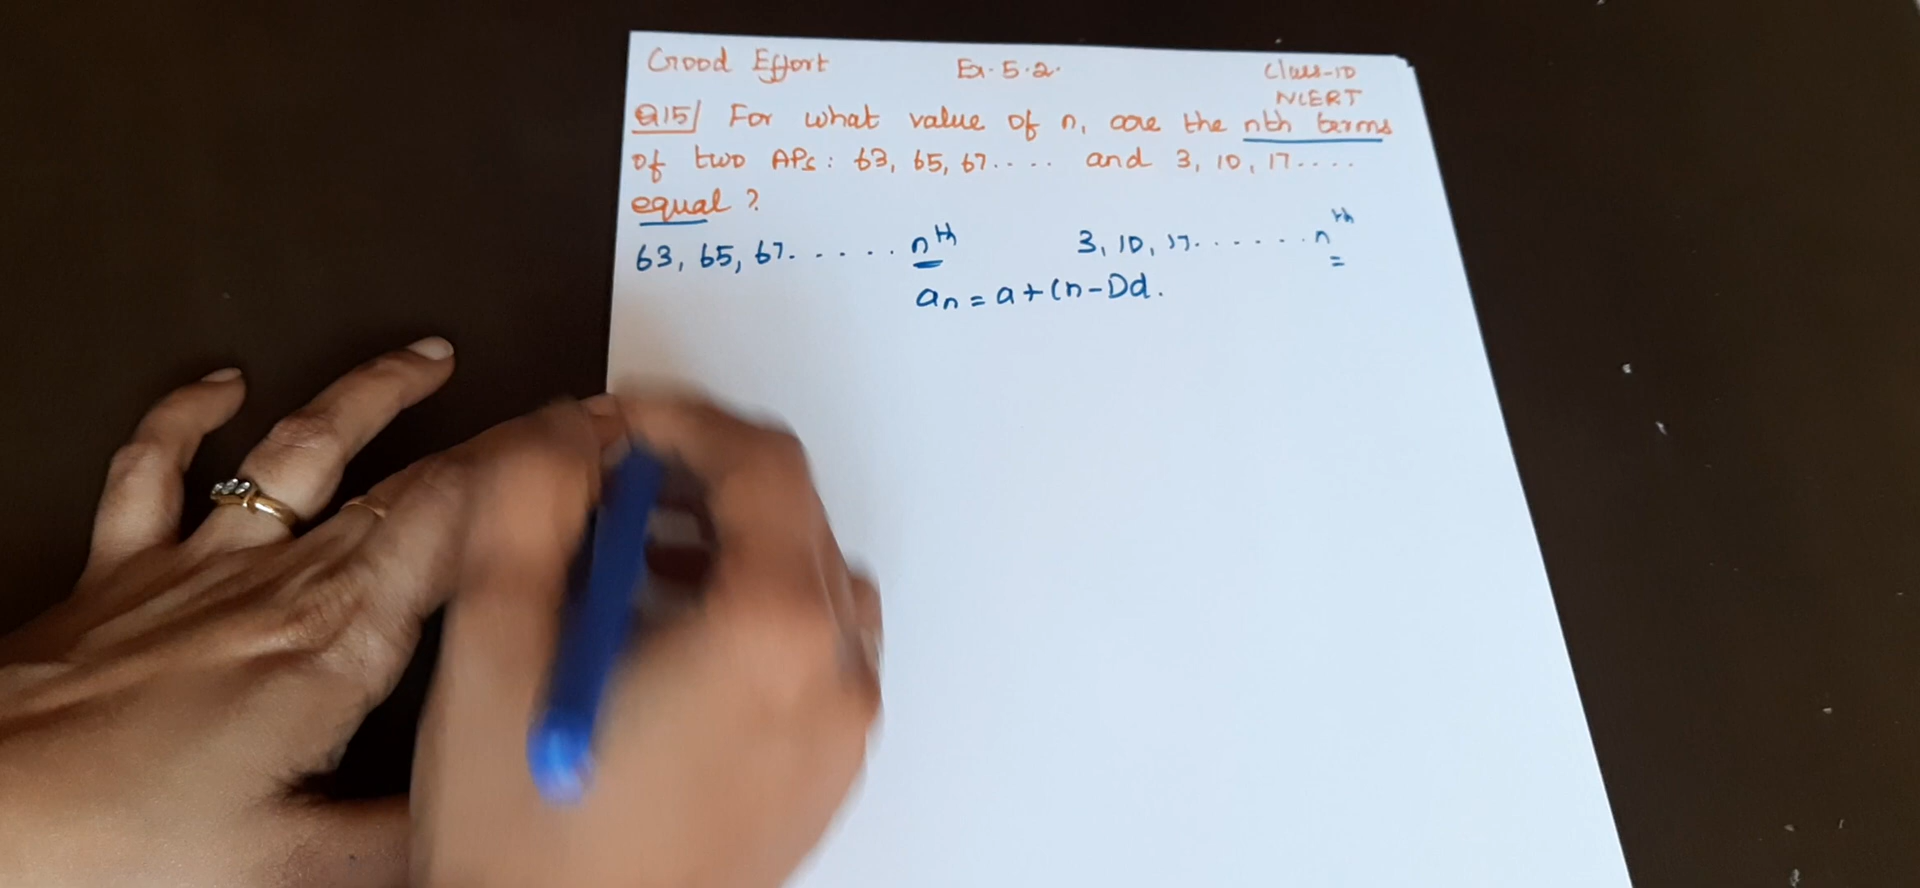 Good Effort Ex. 5.2. Class-10
NCERT
Q15/ For what value of n, are the nth terms
of two APs: 63, 65, 67.... and 3, 10, 17....
equal ?
63, 65, 67. . . . . . nth 3, 10, 17. . . . . . . nth
an = a + (n-1)d.